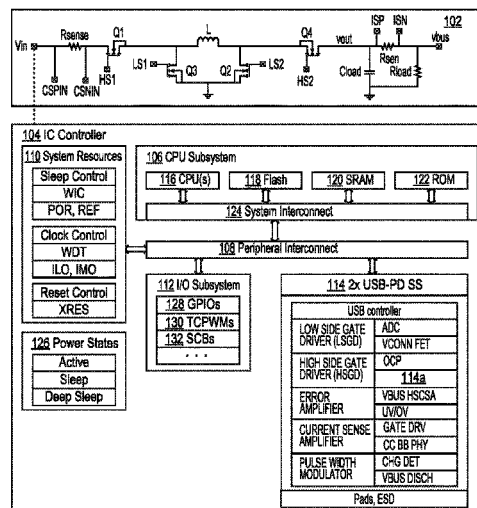 102
Vin
Rsense
Q1
L
Q4
ISP
ISN
vout
vbus
Rsen
CSPIN
CSNIN
HS1
LS1
Q3
Q2
LS2
HS2
Cload
Rload
104 IC Controller
110 System Resources
Sleep Control
WIC
POR, REF
Clock Control
WDT
ILO, IMO
Reset Control
XRES
126 Power States
Active
Sleep
Deep Sleep
106 CPU Subsystem
116 CPU(s)
118 Flash
120 SRAM
122 ROM
124 System Interconnect
108 Peripheral Interconnect
112 I/O Subsystem
128 GPIOs
130 TCPWMs
132 SCBs
. . .
114 2x USB-PD SS
USB controller
LOW SIDE GATE
DRIVER (LSGD)
ADC
VCONN FET
HIGH SIDE GATE
DRIVER (HSGD)
OCP
114a
ERROR
AMPLIFIER
VBUS HSCSA
UV/OV
CURRENT SENSE
AMPLIFIER
GATE DRV
CC BB PHY
PULSE WIDTH
MODULATOR
CHG DET
VBUS DISCH
Pads, ESD